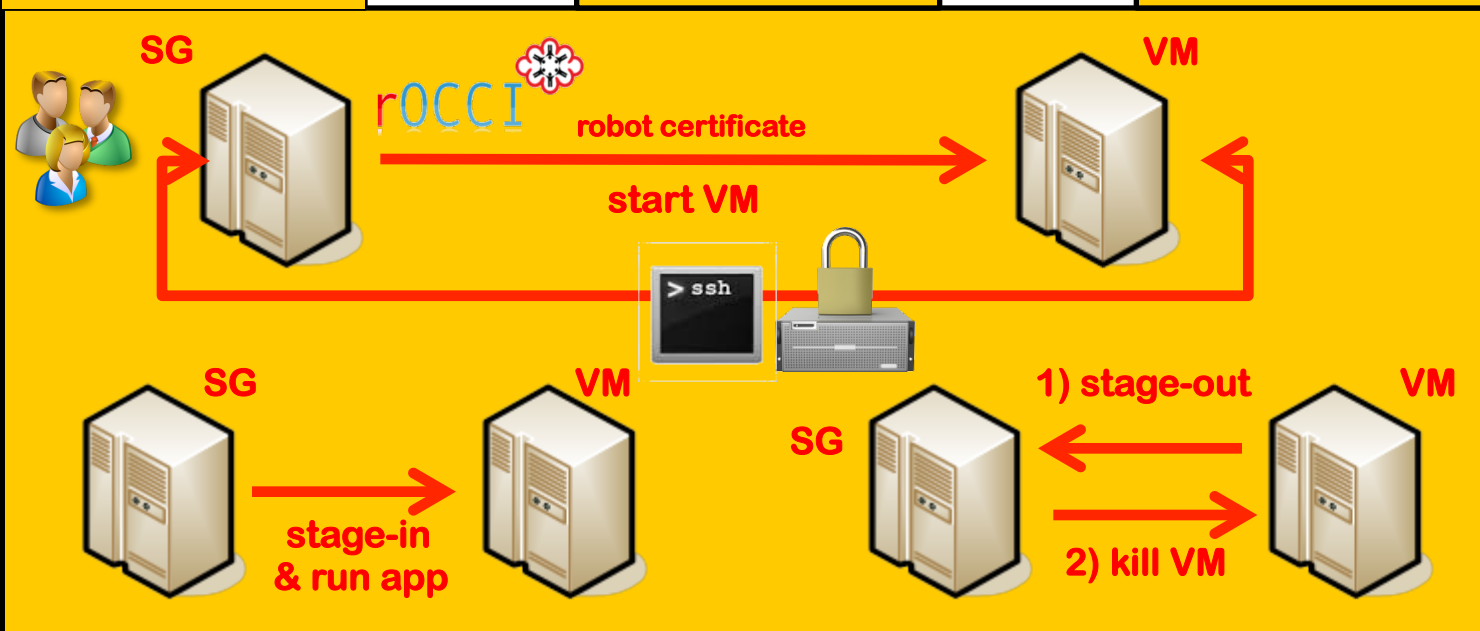 SG
VM
rOCCI
robot certificate
start VM
> ssh
SG
VM
1) stage-out
VM
SG
stage-in
& run app
2) kill VM